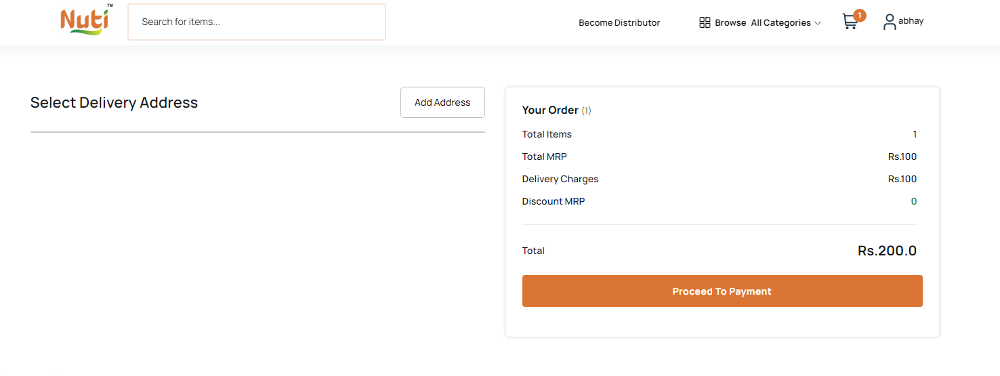 Nuti TM
Search for items...
Become Distributor
Browse All Categories
1
abhay
Select Delivery Address
Add Address
Your Order (1)
Total Items 1
Total MRP Rs.100
Delivery Charges Rs.100
Discount MRP 0
Total Rs.200.0
Proceed To Payment